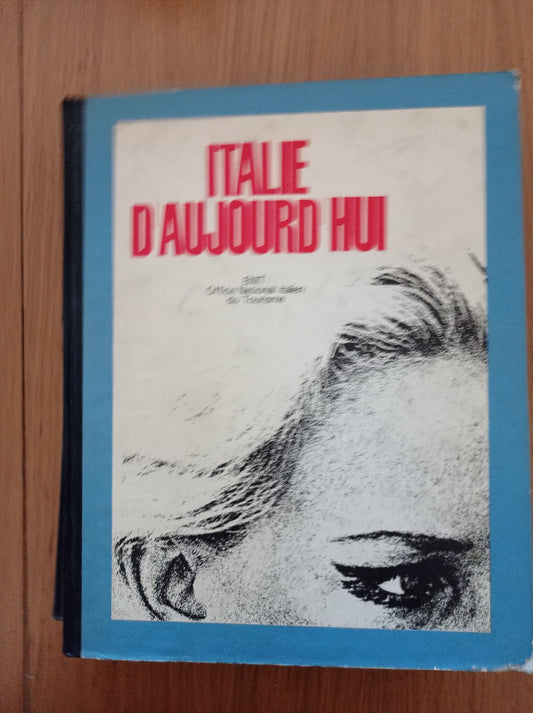 ITALIE
D'AUJOURD'HUI
ENIT
Office National Italien
du Tourisme